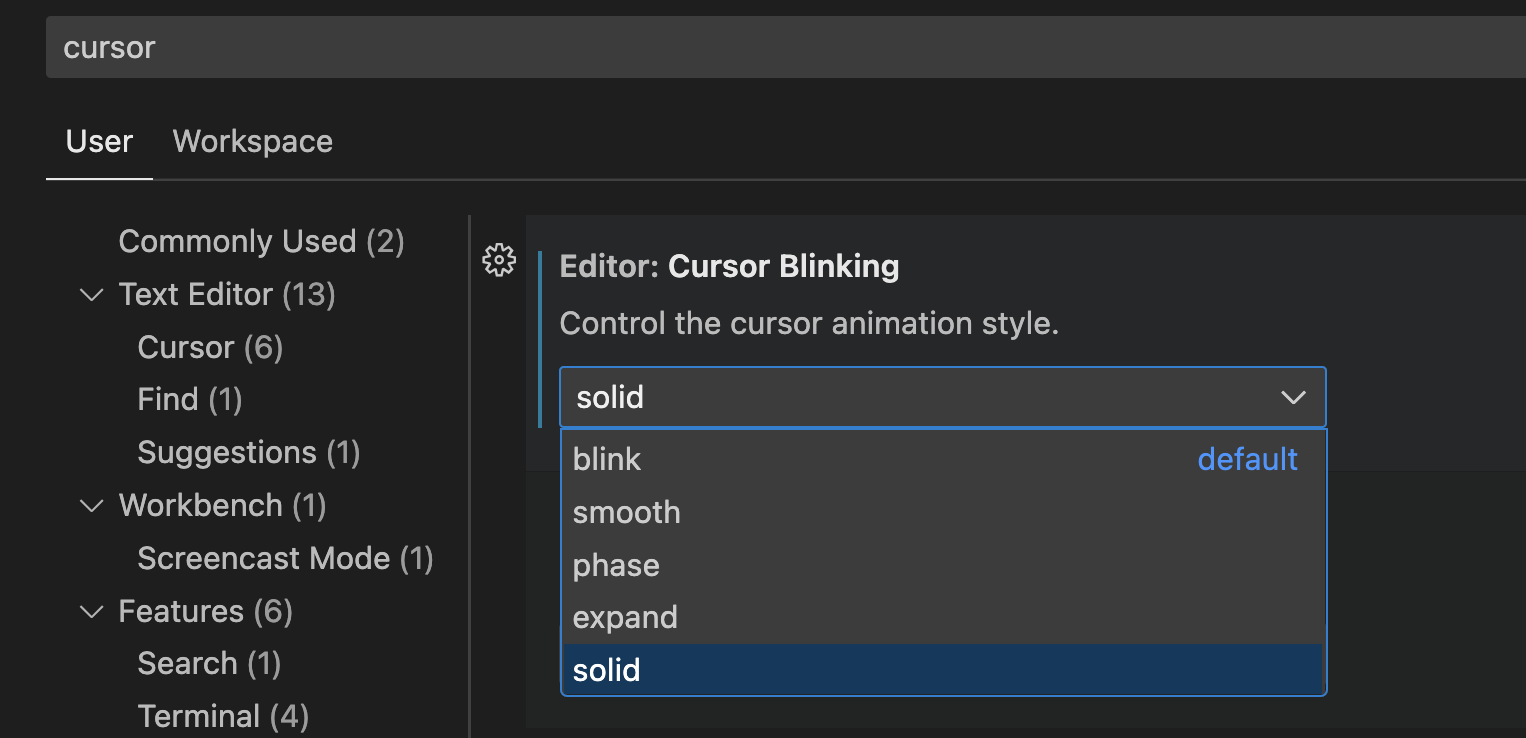 cursor
User Workspace
Commonly Used (2)
Text Editor (13)
Cursor (6)
Find (1)
Suggestions (1)
Workbench (1)
Screencast Mode (1)
Features (6)
Search (1)
Terminal (4)
Editor: Cursor Blinking
Control the cursor animation style.
solid
blink default
smooth
phase
expand
solid